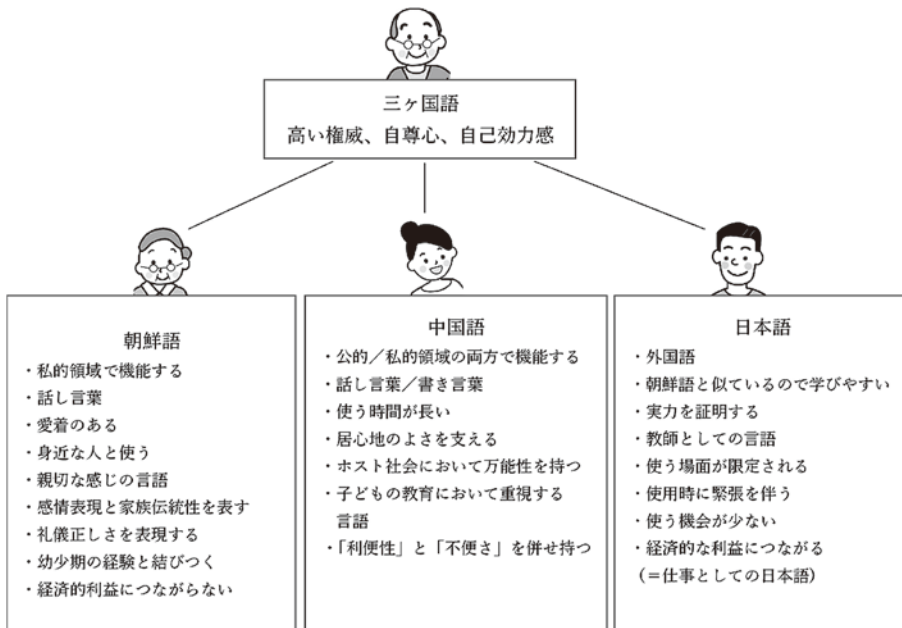 三ヶ国語
高い権威、自尊心、自己効力感
朝鮮語
・私的領域で機能する
・話し言葉
・愛着のある
・身近な人と使う
・親切な感じの言語
・感情表現と家族伝統性を表す
・礼儀正しさを表現する
・幼少期の経験と結びつく
・経済的利益につながらない
中国語
・公的／私的領域の両方で機能する
・話し言葉／書き言葉
・使う時間が長い
・居心地のよさを支える
・ホスト社会において万能性を持つ
・子どもの教育において重視する
言語
・「利便性」と「不便さ」を併せ持つ
日本語
・外国語
・朝鮮語と似ているので学びやすい
・実力を証明する
・教師としての言語
・使う場面が限定される
・使用時に緊張を伴う
・使う機会が少ない
・経済的な利益につながる
（＝仕事としての日本語）